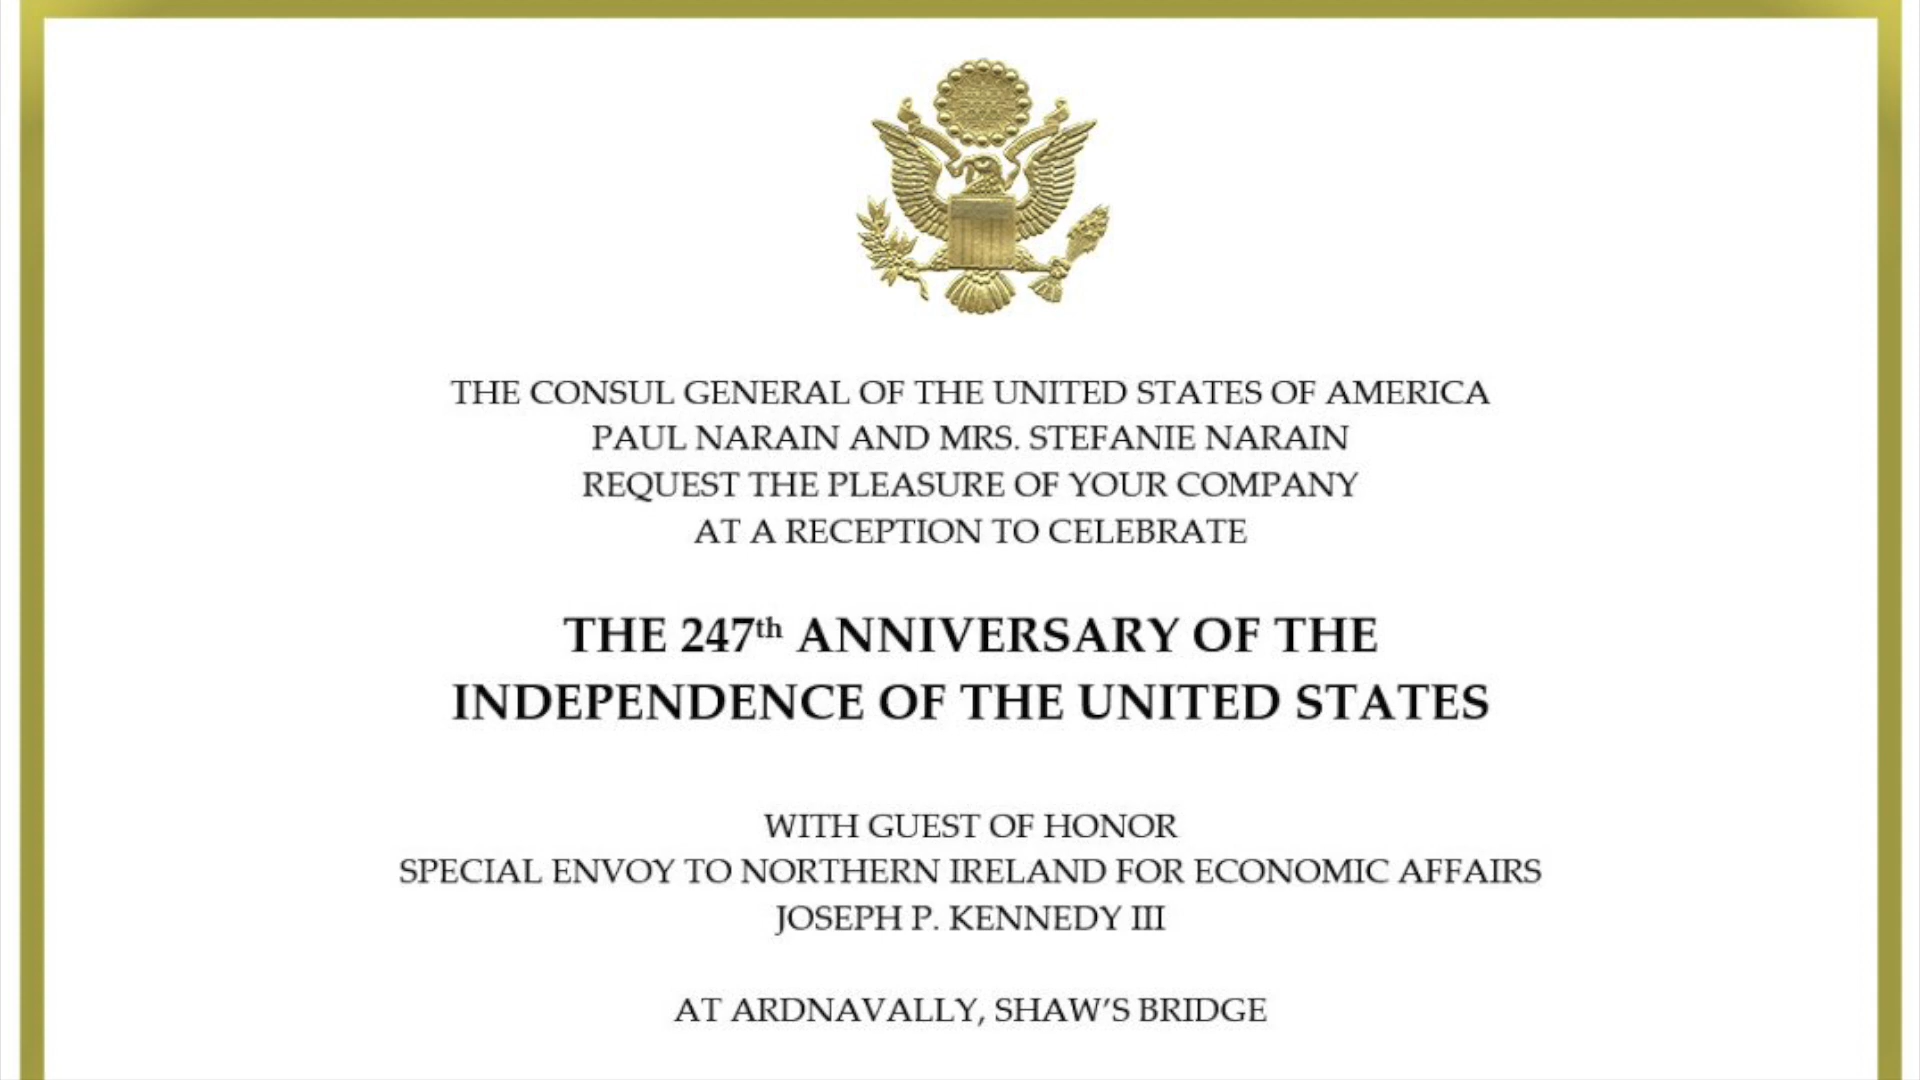 THE CONSUL GENERAL OF THE UNITED STATES OF AMERICA
PAUL NARAIN AND MRS. STEFANIE NARAIN
REQUEST THE PLEASURE OF YOUR COMPANY
AT A RECEPTION TO CELEBRATE
THE 247th ANNIVERSARY OF THE
INDEPENDENCE OF THE UNITED STATES
WITH GUEST OF HONOR
SPECIAL ENVOY TO NORTHERN IRELAND FOR ECONOMIC AFFAIRS
JOSEPH P. KENNEDY III
AT ARDNAVALLY, SHAW'S BRIDGE